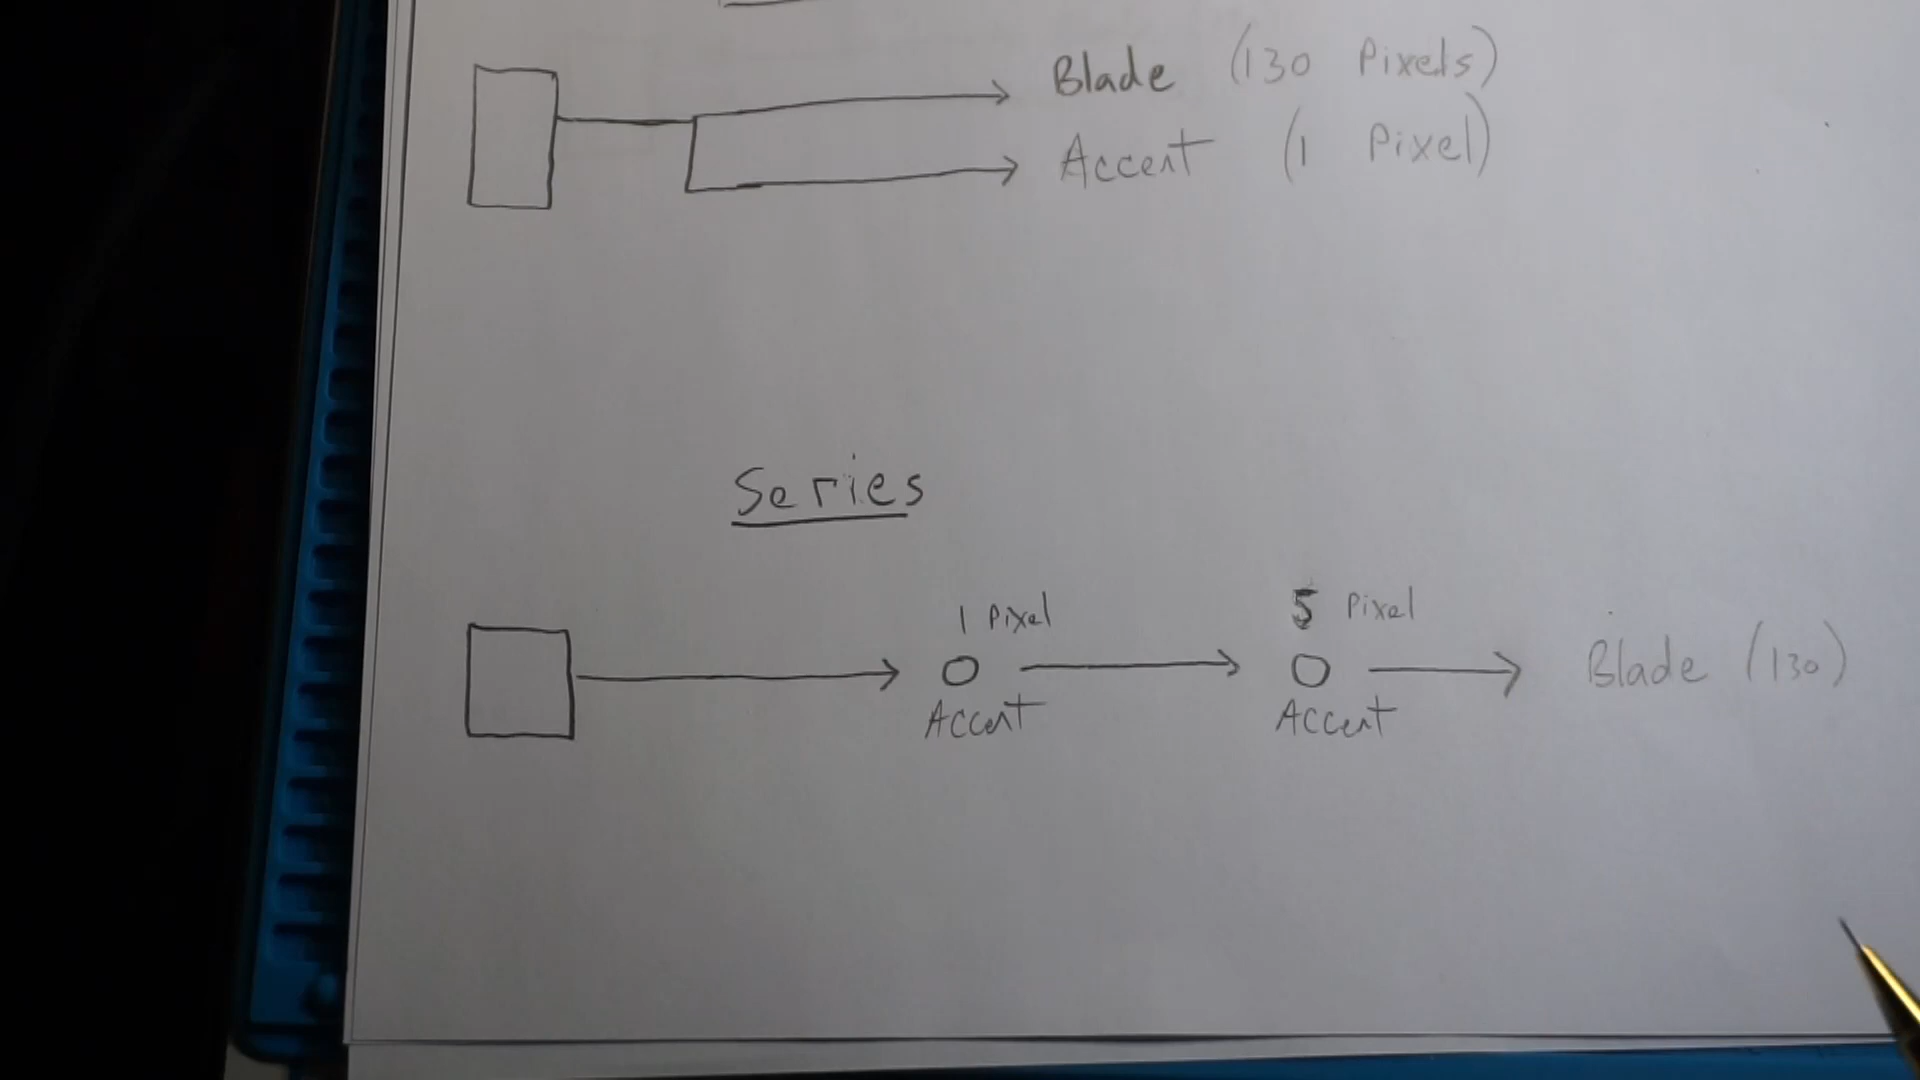 Blade (130 Pixels)
Accent (1 Pixel)
Series
1 Pixel
5 Pixel
Blade (130)
Accent
Accent